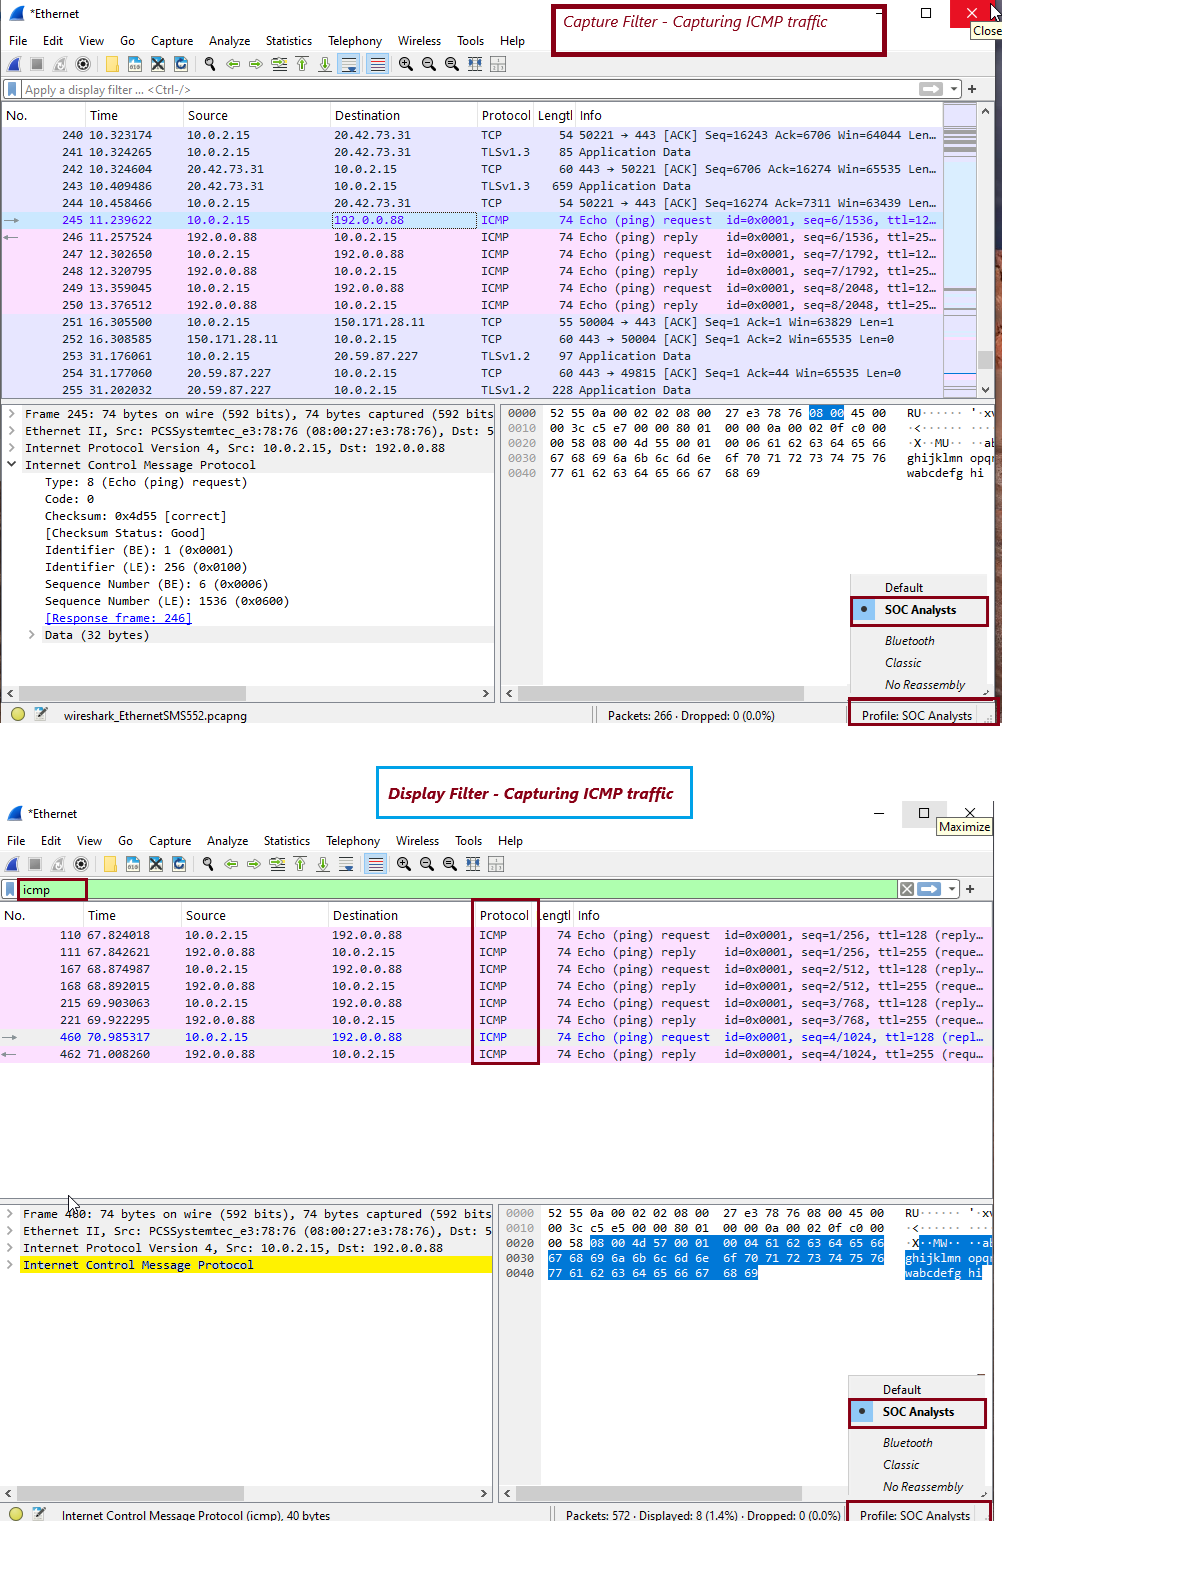 *Ethernet
Capture Filter - Capturing ICMP traffic
Close
File Edit View Go Capture Analyze Statistics Telephony Wireless Tools Help
Apply a display filter ... <Ctrl-/>
No. Time Source Destination Protocol Lengtl Info
240 10.323174 10.0.2.15 20.42.73.31 TCP 54 50221 → 443 [ACK] Seq=16243 Ack=6706 Win=64044 Len…
241 10.324265 10.0.2.15 20.42.73.31 TLSv1.3 85 Application Data
242 10.324604 20.42.73.31 10.0.2.15 TCP 60 443 → 50221 [ACK] Seq=6706 Ack=16274 Win=65535 Len…
243 10.409486 20.42.73.31 10.0.2.15 TLSv1.3 659 Application Data
244 10.458466 10.0.2.15 20.42.73.31 TCP 54 50221 → 443 [ACK] Seq=16274 Ack=7311 Win=63439 Len…
245 11.239622 10.0.2.15 192.0.0.88 ICMP 74 Echo (ping) request id=0x0001, seq=6/1536, ttl=12…
246 11.257524 192.0.0.88 10.0.2.15 ICMP 74 Echo (ping) reply id=0x0001, seq=6/1536, ttl=25…
247 12.302650 10.0.2.15 192.0.0.88 ICMP 74 Echo (ping) request id=0x0001, seq=7/1792, ttl=12…
248 12.320795 192.0.0.88 10.0.2.15 ICMP 74 Echo (ping) reply id=0x0001, seq=7/1792, ttl=25…
249 13.359045 10.0.2.15 192.0.0.88 ICMP 74 Echo (ping) request id=0x0001, seq=8/2048, ttl=12…
250 13.376512 192.0.0.88 10.0.2.15 ICMP 74 Echo (ping) reply id=0x0001, seq=8/2048, ttl=25…
251 16.305500 10.0.2.15 150.171.28.11 TCP 55 50004 → 443 [ACK] Seq=1 Ack=1 Win=63829 Len=1
252 16.308585 150.171.28.11 10.0.2.15 TCP 60 443 → 50004 [ACK] Seq=1 Ack=2 Win=65535 Len=0
253 31.176061 10.0.2.15 20.59.87.227 TLSv1.2 97 Application Data
254 31.177060 20.59.87.227 10.0.2.15 TCP 60 443 → 49815 [ACK] Seq=1 Ack=44 Win=65535 Len=0
255 31.202032 20.59.87.227 10.0.2.15 TLSv1.2 228 Application Data
Frame 245: 74 bytes on wire (592 bits), 74 bytes captured (592 bits
Ethernet II, Src: PCSSystemtec_e3:78:76 (08:00:27:e3:78:76), Dst: 5
Internet Protocol Version 4, Src: 10.0.2.15, Dst: 192.0.0.88
Internet Control Message Protocol
Type: 8 (Echo (ping) request)
Code: 0
Checksum: 0x4d55 [correct]
[Checksum Status: Good]
Identifier (BE): 1 (0x0001)
Identifier (LE): 256 (0x0100)
Sequence Number (BE): 6 (0x0006)
Sequence Number (LE): 1536 (0x0600)
[Response frame: 246]
Data (32 bytes)
0000 52 55 0a 00 02 02 08 00 27 e3 78 76 08 00 45 00 RU······ '·xv
0010 00 3c c5 e7 00 00 80 01 00 00 0a 00 02 0f c0 00 ·<······
0020 00 58 08 00 4d 55 00 01 00 06 61 62 63 64 65 66 ·X··MU·· ··ab
0030 67 68 69 6a 6b 6c 6d 6e 6f 70 71 72 73 74 75 76 ghijklmn opqr
0040 77 61 62 63 64 65 66 67 68 69 wabcdefg hi
Default
SOC Analysts
Bluetooth
Classic
No Reassembly
wireshark_EthernetSMS552.pcapng
Packets: 266 · Dropped: 0 (0.0%)
Profile: SOC Analysts
Display Filter - Capturing ICMP traffic
*Ethernet
Maximize
File Edit View Go Capture Analyze Statistics Telephony Wireless Tools Help
icmp
No. Time Source Destination Protocol Lengtl Info
110 67.824018 10.0.2.15 192.0.0.88 ICMP 74 Echo (ping) request id=0x0001, seq=1/256, ttl=128 (reply…
111 67.842621 192.0.0.88 10.0.2.15 ICMP 74 Echo (ping) reply id=0x0001, seq=1/256, ttl=255 (reque…
167 68.874987 10.0.2.15 192.0.0.88 ICMP 74 Echo (ping) request id=0x0001, seq=2/512, ttl=128 (reply…
168 68.892015 192.0.0.88 10.0.2.15 ICMP 74 Echo (ping) reply id=0x0001, seq=2/512, ttl=255 (reque…
215 69.903063 10.0.2.15 192.0.0.88 ICMP 74 Echo (ping) request id=0x0001, seq=3/768, ttl=128 (reply…
221 69.922295 192.0.0.88 10.0.2.15 ICMP 74 Echo (ping) reply id=0x0001, seq=3/768, ttl=255 (reque…
460 70.985317 10.0.2.15 192.0.0.88 ICMP 74 Echo (ping) request id=0x0001, seq=4/1024, ttl=128 (repl…
462 71.008260 192.0.0.88 10.0.2.15 ICMP 74 Echo (ping) reply id=0x0001, seq=4/1024, ttl=255 (requ…
Frame 460: 74 bytes on wire (592 bits), 74 bytes captured (592 bits
Ethernet II, Src: PCSSystemtec_e3:78:76 (08:00:27:e3:78:76), Dst: 5
Internet Protocol Version 4, Src: 10.0.2.15, Dst: 192.0.0.88
Internet Control Message Protocol
0000 52 55 0a 00 02 02 08 00 27 e3 78 76 08 00 45 00 RU······ '·xv
0010 00 3c c5 e5 00 00 80 01 00 00 0a 00 02 0f c0 00 ·<······
0020 00 58 08 00 4d 57 00 01 00 04 61 62 63 64 65 66 ·X··MW·· ··ab
0030 67 68 69 6a 6b 6c 6d 6e 6f 70 71 72 73 74 75 76 ghijklmn opqr
0040 77 61 62 63 64 65 66 67 68 69 wabcdefg hi
Default
SOC Analysts
Bluetooth
Classic
No Reassembly
Internet Control Message Protocol (icmp), 40 bytes
Packets: 572 · Displayed: 8 (1.4%) · Dropped: 0 (0.0%)
Profile: SOC Analysts